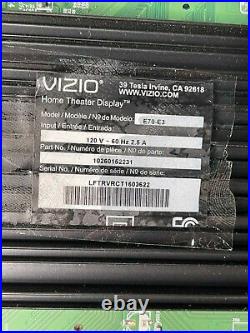 VIZIO®
39 Tesla Irvine, CA 92618
www.VIZIO.COM
Home Theater Display™
Model / Modèle / Nº de Modelo: E70-E3
Input / Entrée / Entrada:
120 V ~ 60 Hz 2.5 A
Part No. / Numéro de pièce / Nº de parte:
10260162231
Serial No. / Numéro de série / Nº de serie:
LFTRVRCT1603622
FC